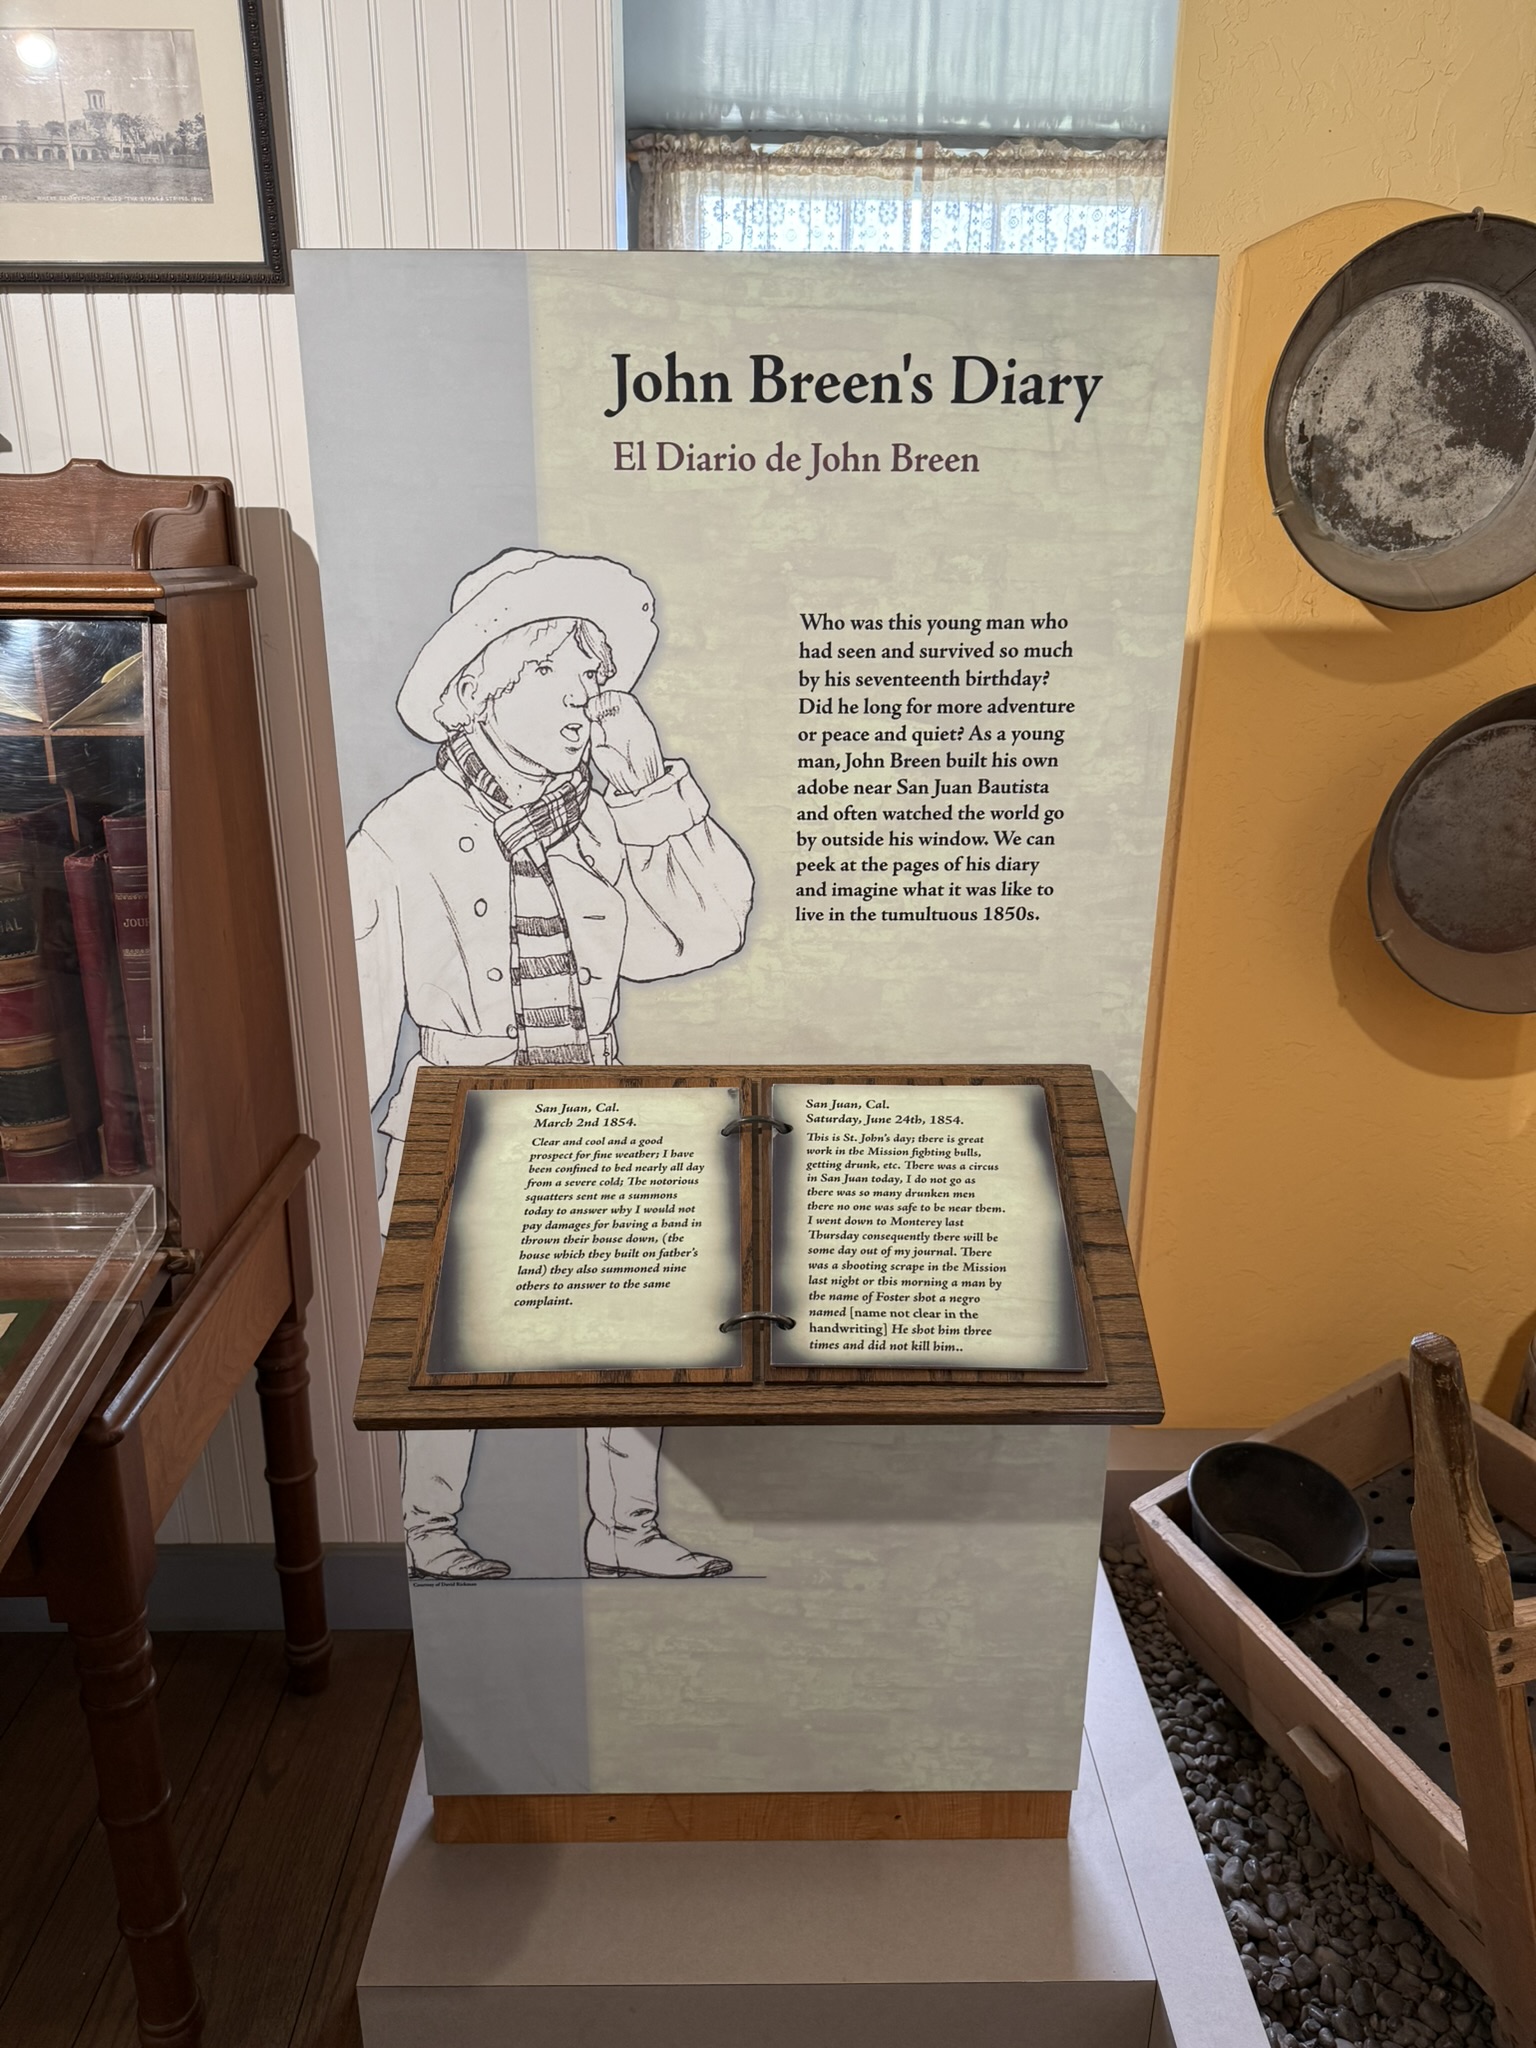 WHERE GENL FREMONT RAISED "THE STARS & STRIPES, 1846
John Breen's Diary
El Diario de John Breen
Who was this young man who
had seen and survived so much
by his seventeenth birthday?
Did he long for more adventure
or peace and quiet? As a young
man, John Breen built his own
adobe near San Juan Bautista
and often watched the world go
by outside his window. We can
peek at the pages of his diary
and imagine what it was like to
live in the tumultuous 1850s.
San Juan, Cal.
March 2nd 1854.
Clear and cool and a good
prospect for fine weather; I have
been confined to bed nearly all day
from a severe cold; The notorious
squatters sent me a summons
today to answer why I would not
pay damages for having a hand in
thrown their house down, (the
house which they built on father's
land) they also summoned nine
others to answer to the same
complaint.
San Juan, Cal.
Saturday, June 24th, 1854.
This is St. John's day; there is great
work in the Mission fighting bulls,
getting drunk, etc. There was a circus
in San Juan today, I do not go as
there was so many drunken men
there no one was safe to be near them.
I went down to Monterey last
Thursday consequently there will be
some day out of my journal. There
was a shooting scrape in the Mission
last night or this morning a man by
the name of Foster shot a negro
named [name not clear in the
handwriting] He shot him three
times and did not kill him..
Courtesy of David Rickman
JOUR